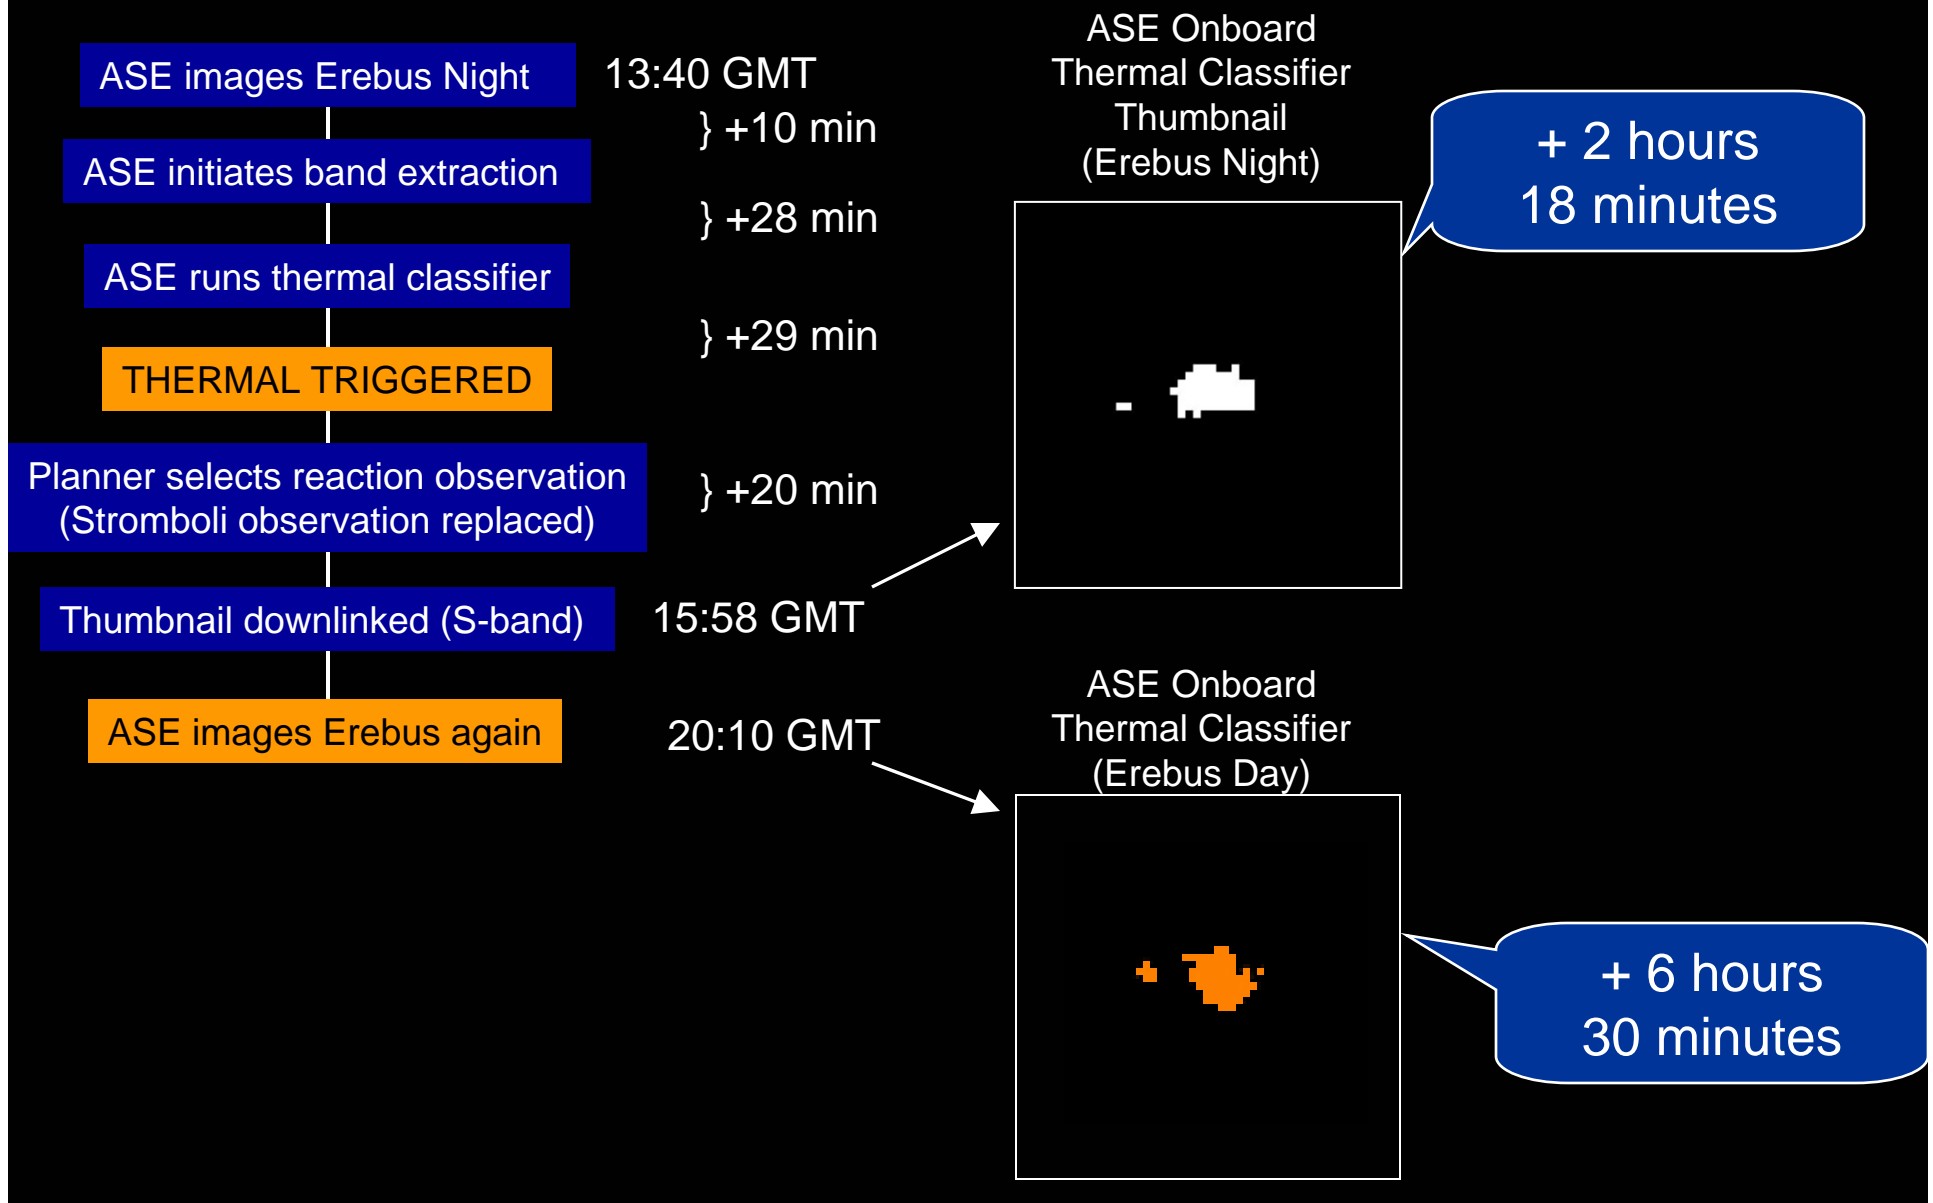 ASE images Erebus Night
13:40 GMT
} +10 min
ASE initiates band extraction
} +28 min
ASE runs thermal classifier
} +29 min
THERMAL TRIGGERED
Planner selects reaction observation
(Stromboli observation replaced)
} +20 min
Thumbnail downlinked (S-band)
15:58 GMT
ASE images Erebus again
20:10 GMT
ASE Onboard
Thermal Classifier
Thumbnail
(Erebus Night)
+ 2 hours
18 minutes
ASE Onboard
Thermal Classifier
(Erebus Day)
+ 6 hours
30 minutes